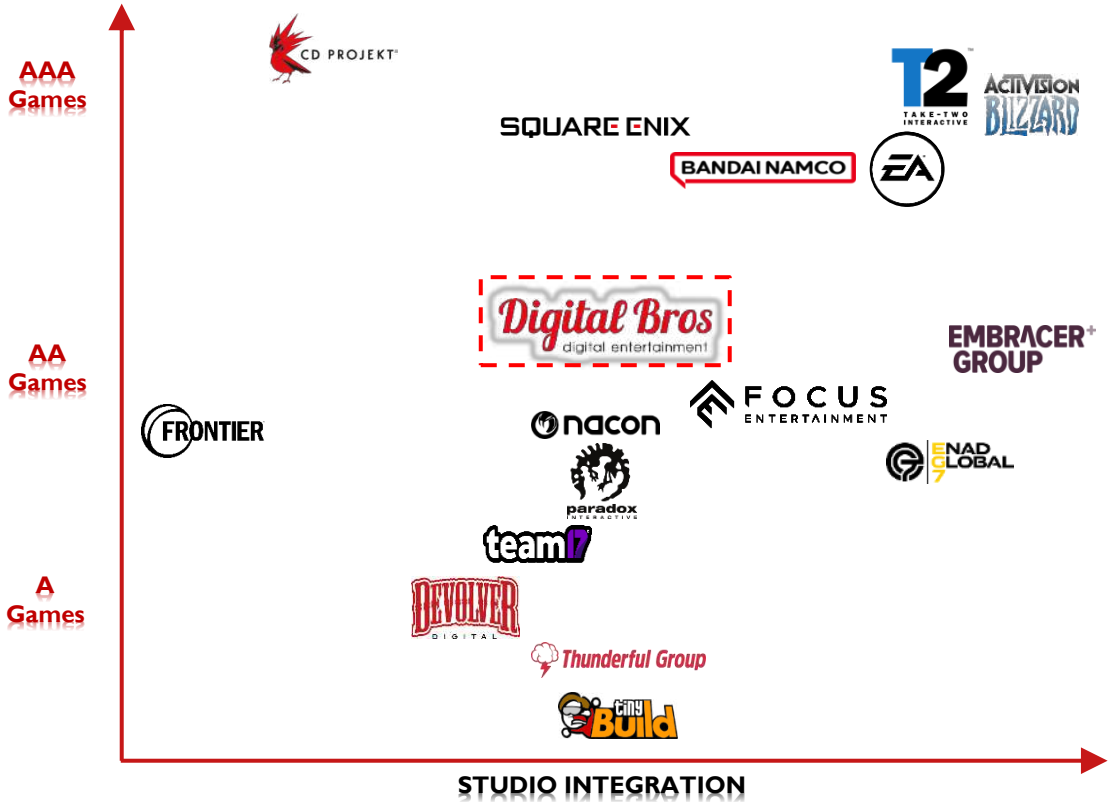 AAA
Games
CD PROJEKT®
T2™
TAKE-TWO
INTERACTIVE
ACTIVISION
BLIZZARD
SQUARE ENIX
BANDAI NAMCO
EA
AA
Games
Digital Bros
digital entertainment
EMBRACER+
GROUP
FOCUS
ENTERTAINMENT
FRONTIER
nacon
EG7
ENAD
GLOBAL
paradox
INTERACTIVE
team17
A
Games
DEVOLVER
DIGITAL
Thunderful Group
tiny
Build
STUDIO INTEGRATION